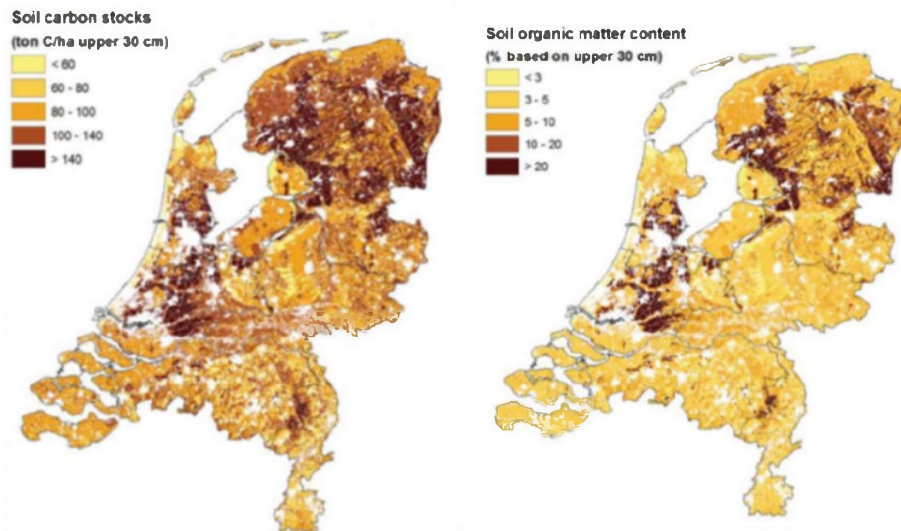 Soil carbon stocks
(ton C/ha upper 30 cm)
< 60
60 - 80
80 - 100
100 - 140
> 140
Soil organic matter content
(% based on upper 30 cm)
< 3
3 - 5
5 - 10
10 - 20
> 20